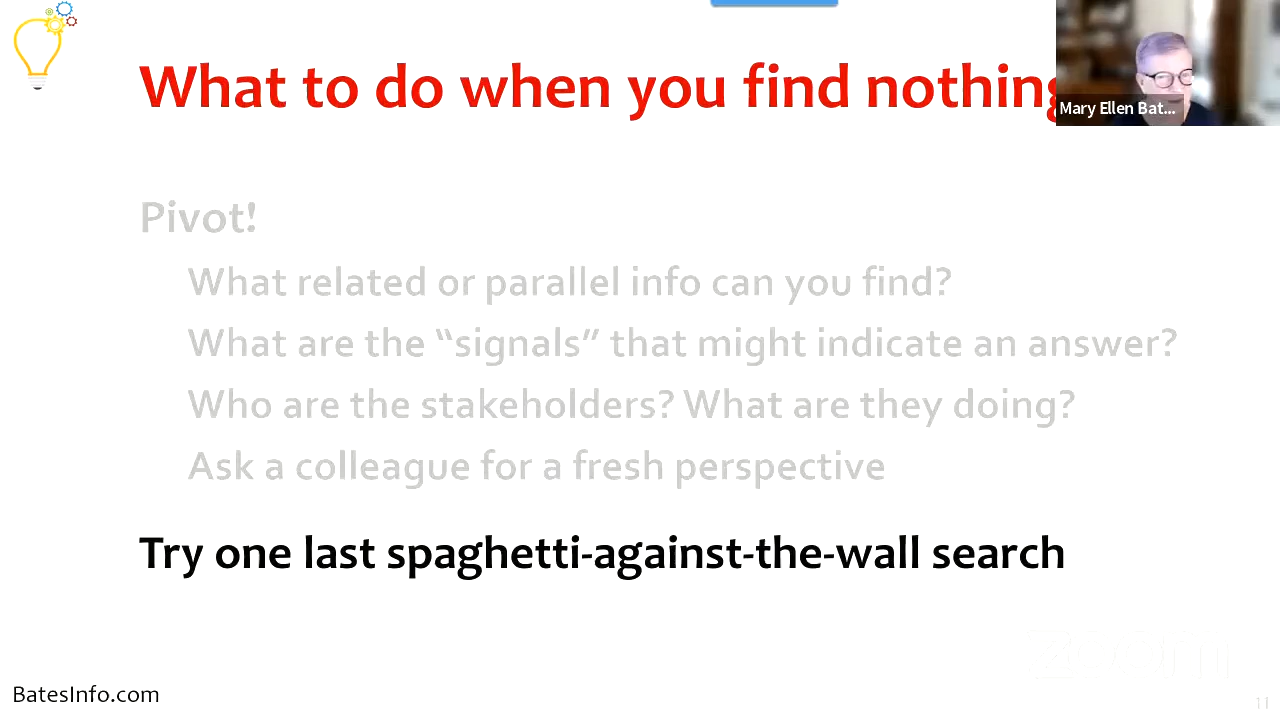 What to do when you find nothing
Mary Ellen Bat...
Pivot!
What related or parallel info can you find?
What are the “signals” that might indicate an answer?
Who are the stakeholders? What are they doing?
Ask a colleague for a fresh perspective
Try one last spaghetti-against-the-wall search
BatesInfo.com
11